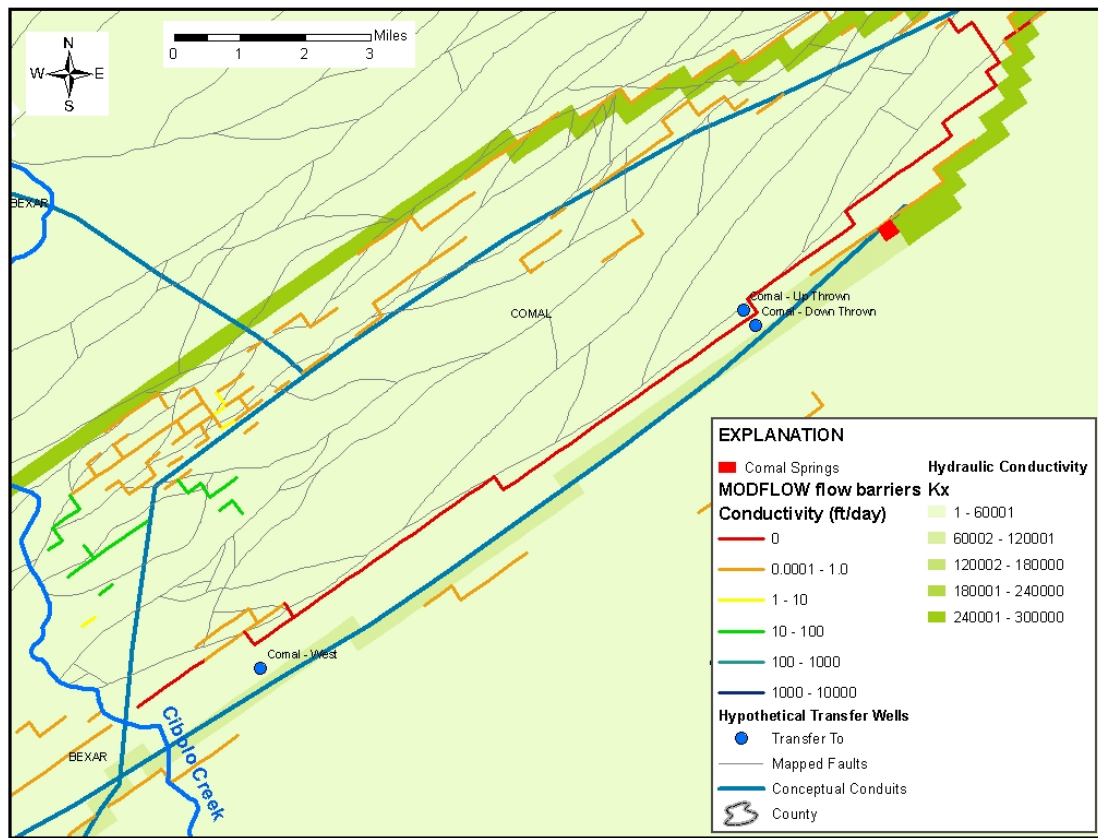 N
W E
S
0 1 2 3 Miles
BEXAR
COMAL
Comal - Up Thrown
Comal - Down Thrown
Comal - West
BEXAR
Cibolo Creek
EXPLANATION
Comal Springs
MODFLOW flow barriers
Conductivity (ft/day)
0
0.0001 - 1.0
1 - 10
10 - 100
100 - 1000
1000 - 10000
Hypothetical Transfer Wells
Transfer To
Mapped Faults
Conceptual Conduits
County
Hydraulic Conductivity
Kx
1 - 60001
60002 - 120001
120002 - 180000
180001 - 240000
240001 - 300000